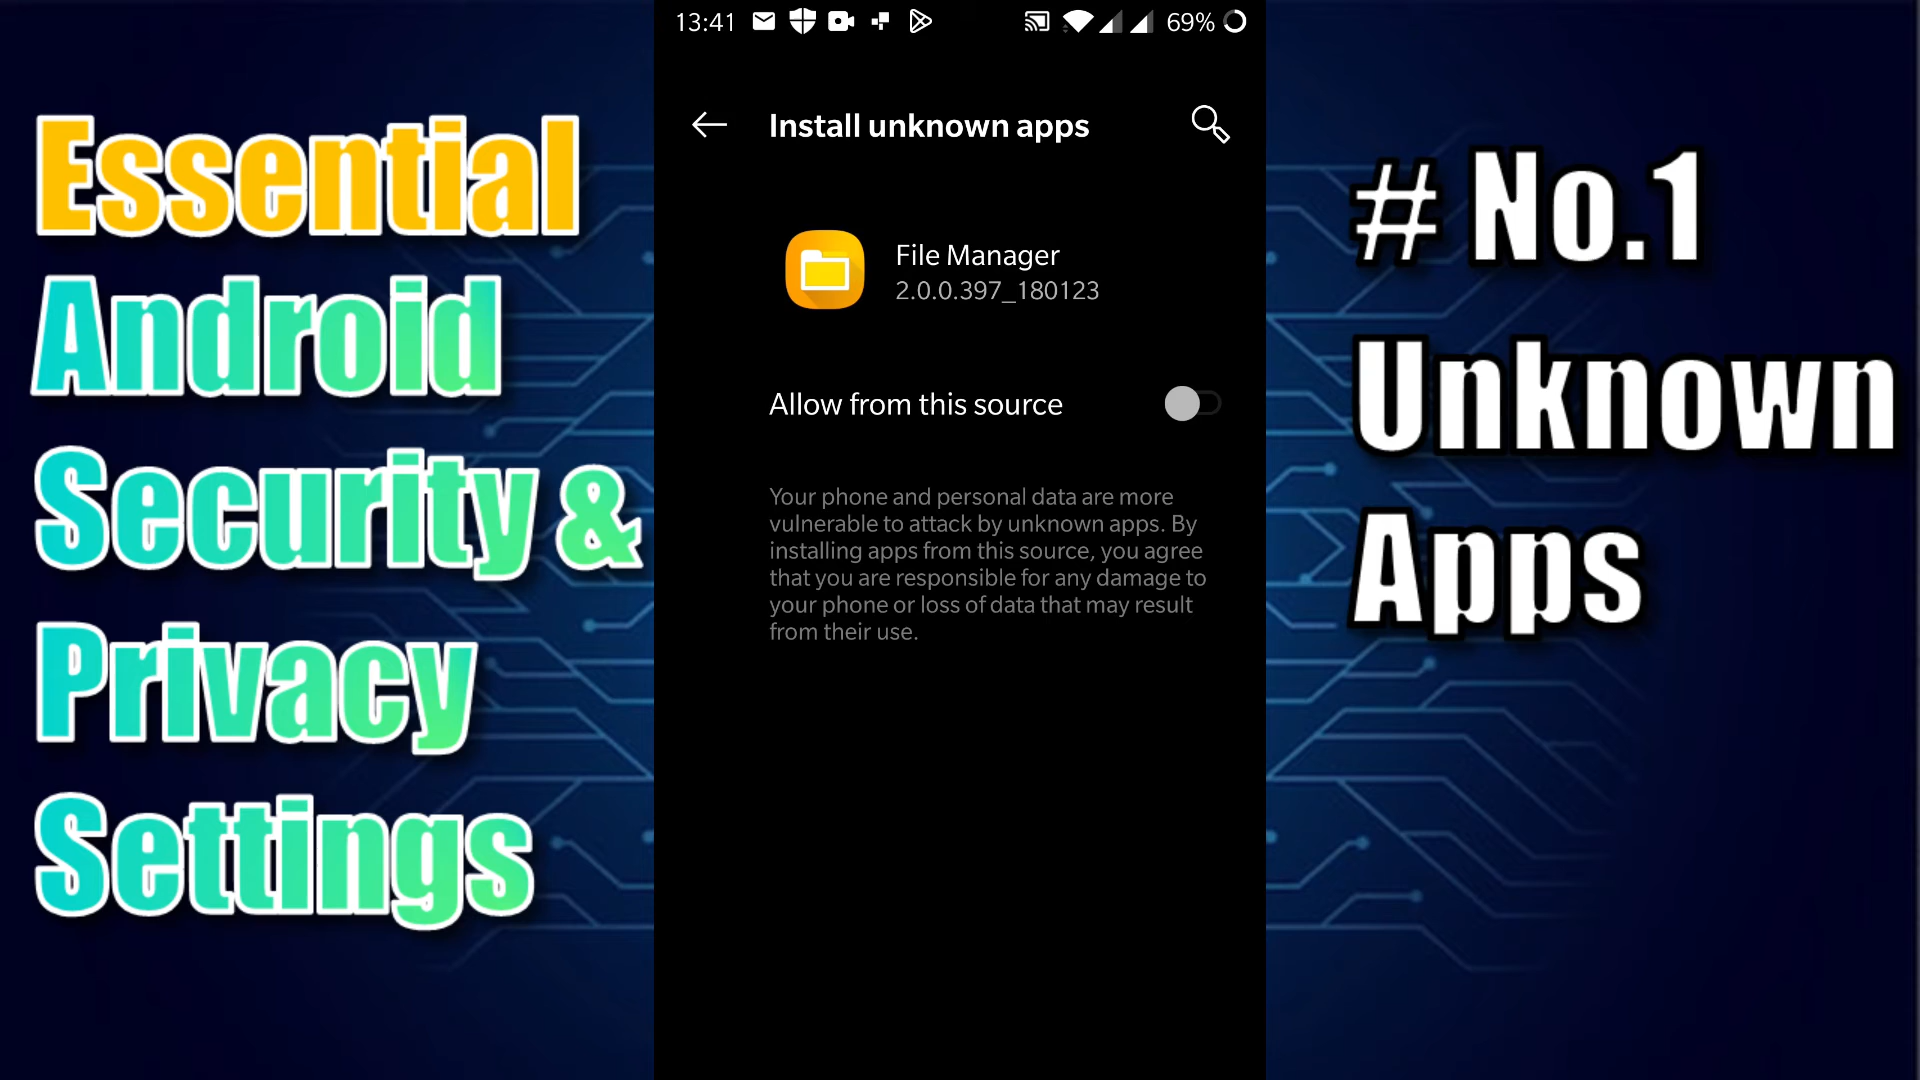 Essential
Android
Security &
Privacy
Settings
13:41
69%
Install unknown apps
File Manager
2.0.0.397_180123
Allow from this source
Your phone and personal data are more
vulnerable to attack by unknown apps. By
installing apps from this source, you agree
that you are responsible for any damage to
your phone or loss of data that may result
from their use.
# No.1
Unknown
Apps